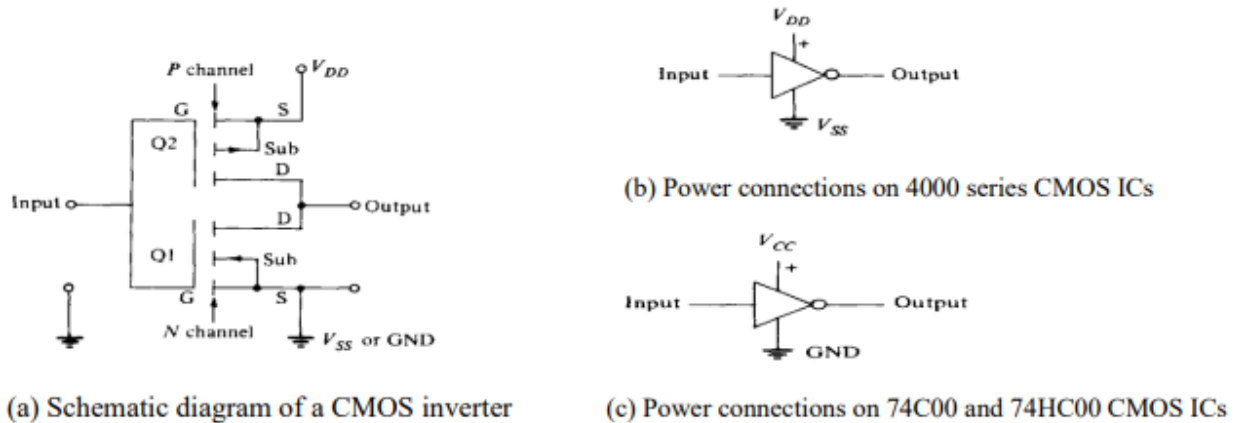 P channel
V_DD
G
S
Q2
Sub
D
Input
Output
D
Q1
Sub
G
S
N channel
V_SS or GND
(a) Schematic diagram of a CMOS inverter
V_DD
+
Input
Output
V_SS
(b) Power connections on 4000 series CMOS ICs
V_CC
+
Input
Output
GND
(c) Power connections on 74C00 and 74HC00 CMOS ICs